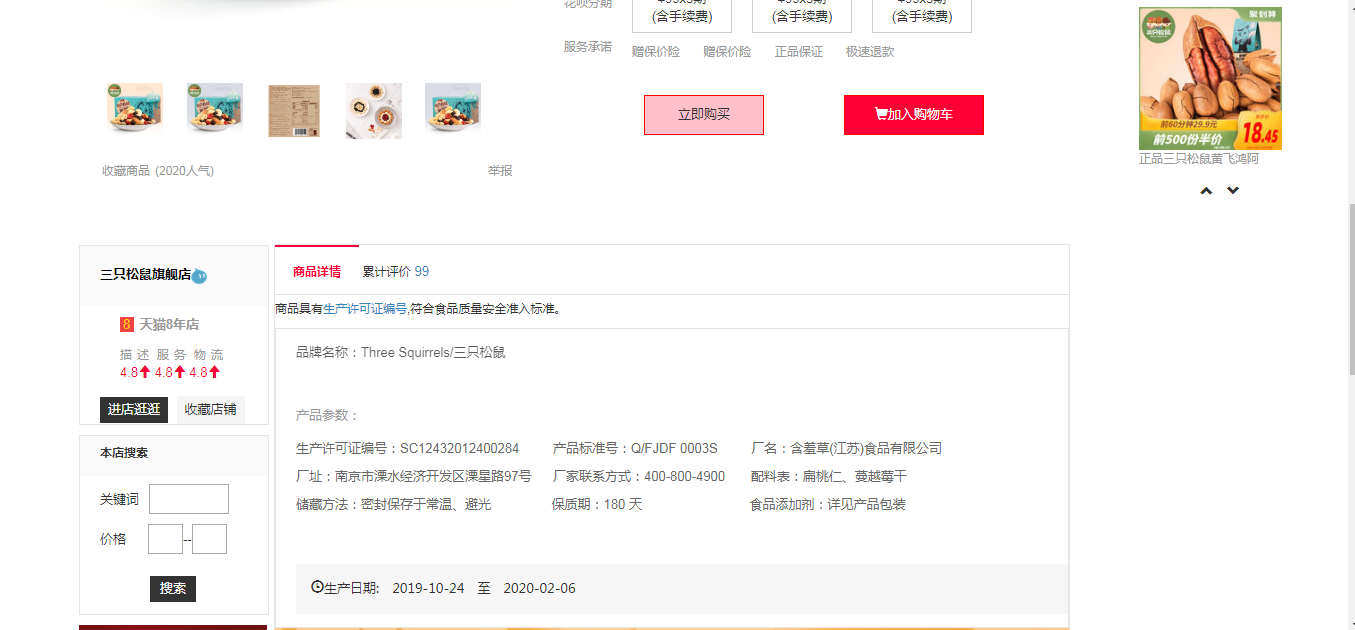 花呗分期
(含手续费)
(含手续费)
(含手续费)
服务承诺 赠保价险 赠保价险 正品保证 极速退款
立即购买
加入购物车
收藏商品 (2020人气)
举报
聚划算
三只松鼠
前60分钟29.9元
前500份半价
18.45
正品三只松鼠黄飞鸿阿
三只松鼠旗舰店
8 天猫8年店
描 述 服 务 物 流
4.8 4.8 4.8
进店逛逛 收藏店铺
本店搜索
关键词
价格 --
搜索
商品详情 累计评价 99
商品具有生产许可证编号,符合食品质量安全准入标准。
品牌名称：Three Squirrels/三只松鼠
产品参数：
生产许可证编号：SC12432012400284 产品标准号：Q/FJDF 0003S 厂名：含羞草(江苏)食品有限公司
厂址：南京市溧水经济开发区溧星路97号 厂家联系方式：400-800-4900 配料表：扁桃仁、蔓越莓干
储藏方法：密封保存于常温、避光 保质期：180 天 食品添加剂：详见产品包装
生产日期: 2019-10-24 至 2020-02-06